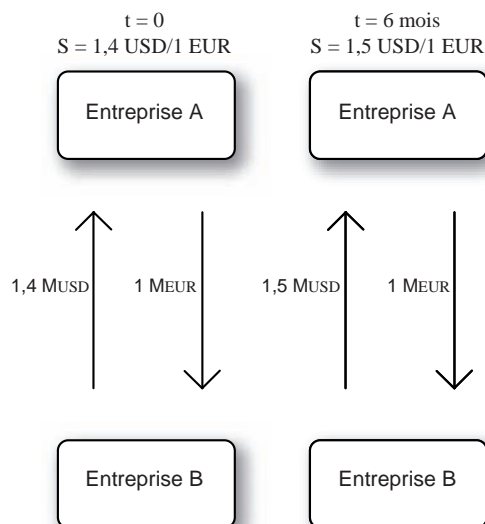 t = 0
S = 1,4 USD/1 EUR
Entreprise A
1,4 MUSD
1 MEUR
Entreprise B
t = 6 mois
S = 1,5 USD/1 EUR
Entreprise A
1,5 MUSD
1 MEUR
Entreprise B